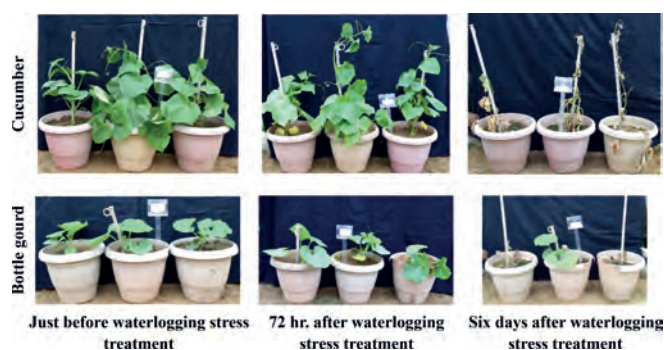 Cucumber
Bottle gourd
Just before waterlogging stress
treatment
72 hr. after waterlogging
stress treatment
Six days after waterlogging
stress treatment